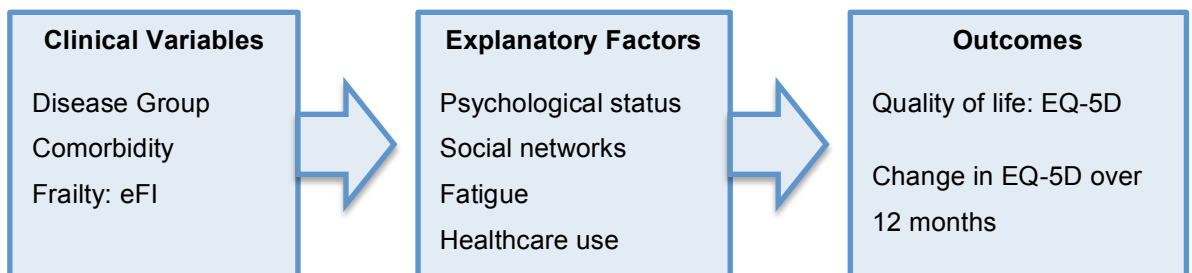 Clinical Variables
Disease Group
Comorbidity
Frailty: eFI
Explanatory Factors
Psychological status
Social networks
Fatigue
Healthcare use
Outcomes
Quality of life: EQ-5D
Change in EQ-5D over
12 months